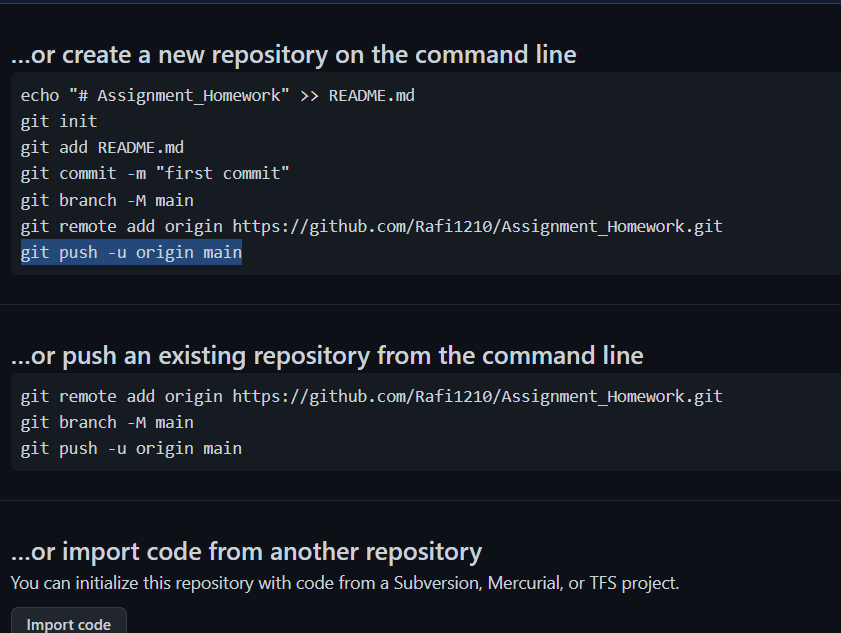 ...or create a new repository on the command line
echo "# Assignment_Homework" >> README.md
git init
git add README.md
git commit -m "first commit"
git branch -M main
git remote add origin https://github.com/Rafi1210/Assignment_Homework.git
git push -u origin main
...or push an existing repository from the command line
git remote add origin https://github.com/Rafi1210/Assignment_Homework.git
git branch -M main
git push -u origin main
...or import code from another repository
You can initialize this repository with code from a Subversion, Mercurial, or TFS project.
Import code